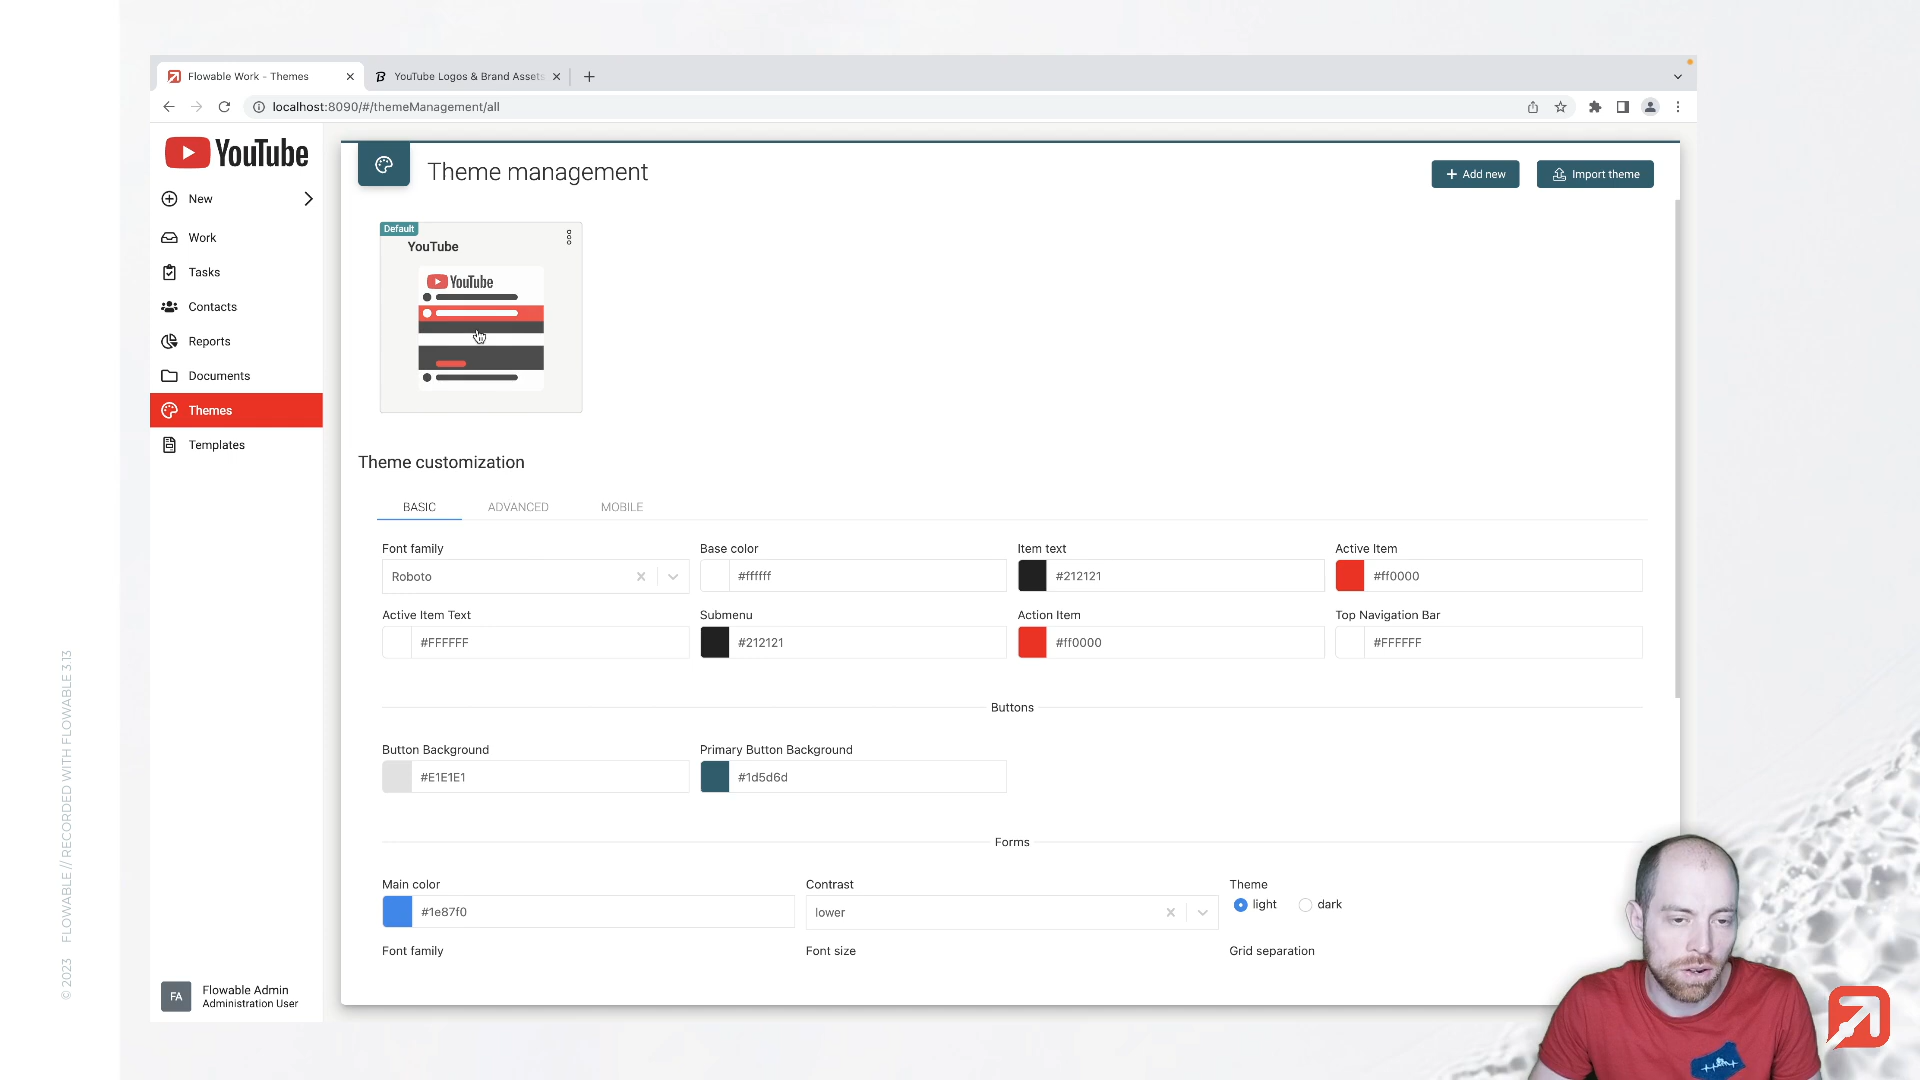 Flowable Work - Themes
YouTube Logos & Brand Assets
localhost:8090/#/themeManagement/all
YouTube
New
Work
Tasks
Contacts
Reports
Documents
Themes
Templates
Flowable Admin
Administration User
FA
Theme management
Add new
Import theme
Default
YouTube
YouTube
Theme customization
BASIC
ADVANCED
MOBILE
Font family
Base color
Item text
Active Item
Roboto
#ffffff
#212121
#ff0000
Active Item Text
Submenu
Action Item
Top Navigation Bar
#FFFFFF
#212121
#ff0000
#FFFFFF
Buttons
Button Background
Primary Button Background
#E1E1E1
#1d5d6d
Forms
Main color
Contrast
Theme
#1e87f0
lower
light
dark
Font family
Font size
Grid separation
© 2023 FLOWABLE // RECORDED WITH FLOWABLE 3.13